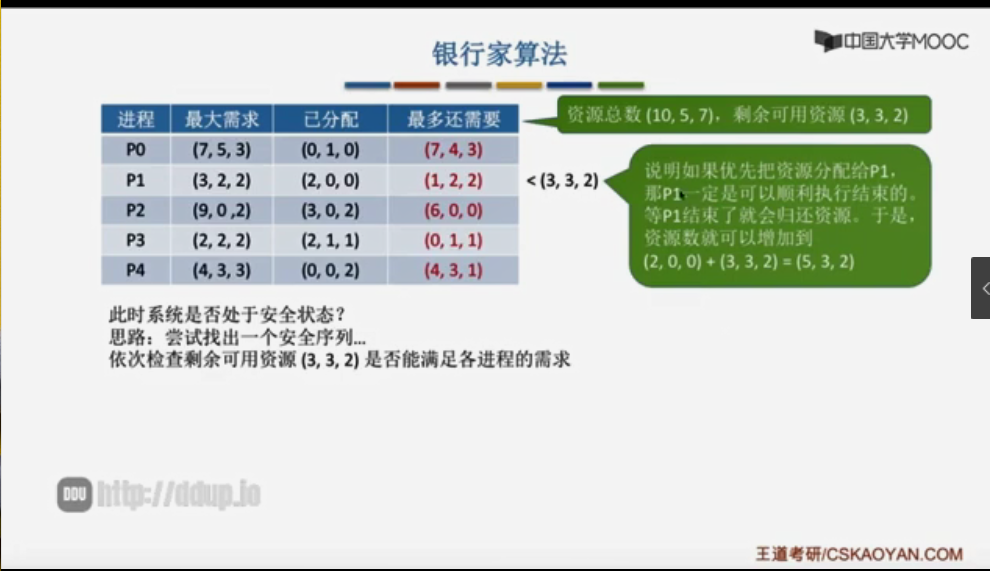 银行家算法
中国大学MOOC
进程 最大需求 已分配 最多还需要
P0 (7, 5, 3) (0, 1, 0) (7, 4, 3)
P1 (3, 2, 2) (2, 0, 0) (1, 2, 2)
P2 (9, 0 ,2) (3, 0, 2) (6, 0, 0)
P3 (2, 2, 2) (2, 1, 1) (0, 1, 1)
P4 (4, 3, 3) (0, 0, 2) (4, 3, 1)
资源总数 (10, 5, 7)，剩余可用资源 (3, 3, 2)
< (3, 3, 2)
说明如果优先把资源分配给P1，
那P1一定是可以顺利执行结束的。
等P1结束了就会归还资源。于是，
资源数就可以增加到
(2, 0, 0) + (3, 3, 2) = (5, 3, 2)
此时系统是否处于安全状态？
思路：尝试找出一个安全序列...
依次检查剩余可用资源 (3, 3, 2) 是否能满足各进程的需求
DDU http://ddup.io
王道考研/CSKAOYAN.COM